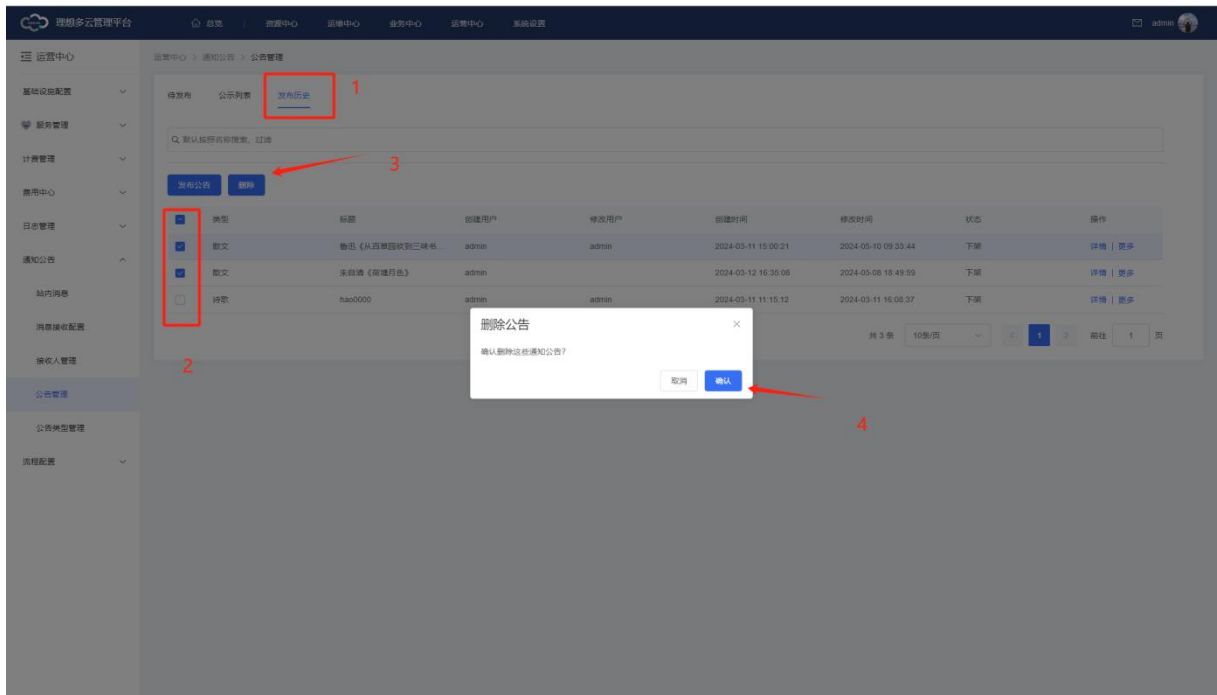 理想多云管理平台 总览 资源中心 运维中心 业务中心 运营中心 系统设置 admin
运营中心
运营中心 > 通知公告 > 公告管理
基础设施配置
待发布 公示列表 发布历史 1
服务管理
默认按照名称搜索、过滤
计费管理
3
发布公告 删除
费用中心
类型 标题 创建用户 修改用户 创建时间 修改时间 状态 操作
日志管理
散文 鲁迅《从百草园到三味书... admin admin 2024-03-11 15:00:21 2024-05-10 09:33:44 下架 详情 | 更多
通知公告
散文 朱自清《荷塘月色》 admin 2024-03-12 16:35:08 2024-05-08 18:49:59 下架 详情 | 更多
站内消息
诗歌 hao0000 admin admin 2024-03-11 11:15:12 2024-03-11 16:08:37 下架 详情 | 更多
消息接收配置
删除公告
共 3 条 10条/页 1 前往 1 页
确认删除这些通知公告?
接收人管理
2
取消 确认
公告管理
4
公告类型管理
流程配置